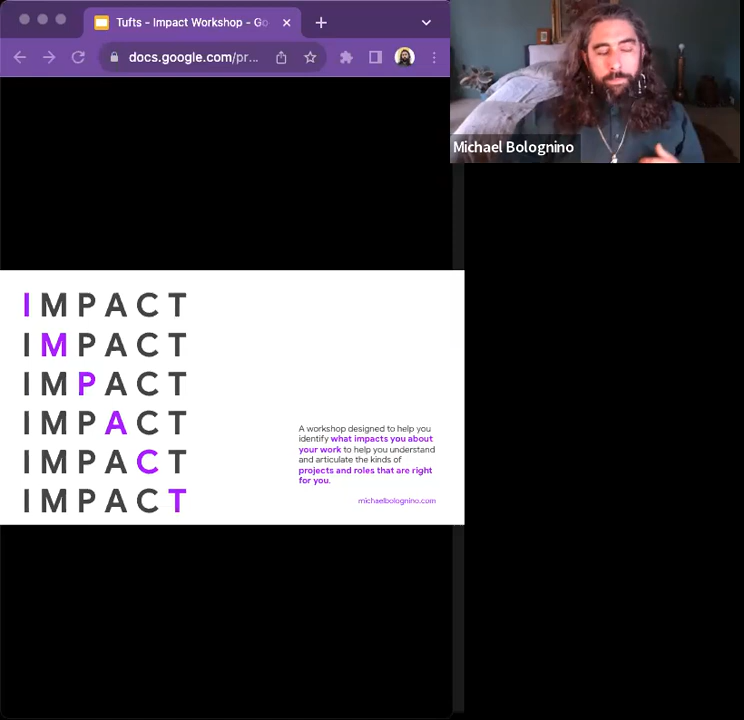 Tufts - Impact Workshop - Go
docs.google.com/pr...
Michael Bolognino
IMPACT
IMPACT
IMPACT
IMPACT
IMPACT
IMPACT
A workshop designed to help you
identify what impacts you about
your work to help you understand
and articulate the kinds of
projects and roles that are right
for you.
michaelbolognino.com